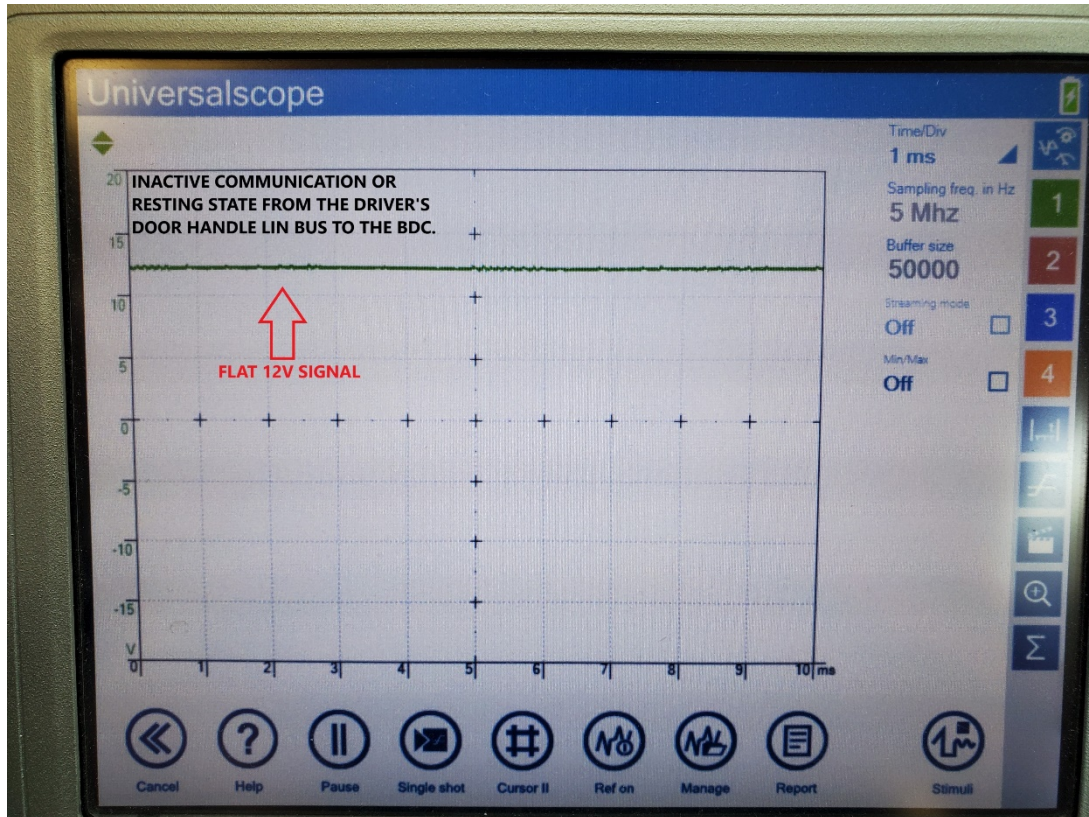 Universalscope
Time/Div
1 ms
Sampling freq. in Hz
5 Mhz
Buffer size
50000
Streaming mode
Off
Min/Max
Off
1
2
3
4
20
15
10
5
0
-5
-10
-15
V
INACTIVE COMMUNICATION OR
RESTING STATE FROM THE DRIVER'S
DOOR HANDLE LIN BUS TO THE BDC.
FLAT 12V SIGNAL
0 1 2 3 4 5 6 7 8 9 10 ms
Cancel Help Pause Single shot Cursor II Ref on Manage Report Stimuli
Σ